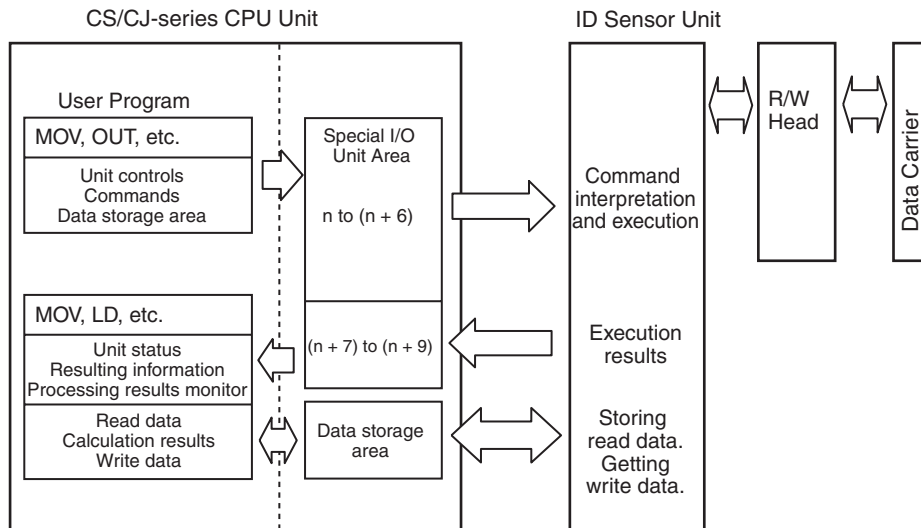 CS/CJ-series CPU Unit
ID Sensor Unit
User Program
MOV, OUT, etc.
Unit controls
Commands
Data storage area
Special I/O
Unit Area
n to (n + 6)
Command
interpretation
and execution
R/W
Head
Data Carrier
MOV, LD, etc.
Unit status
Resulting information
Processing results monitor
(n + 7) to (n + 9)
Execution
results
Read data
Calculation results
Write data
Data storage
area
Storing
read data.
Getting
write data.